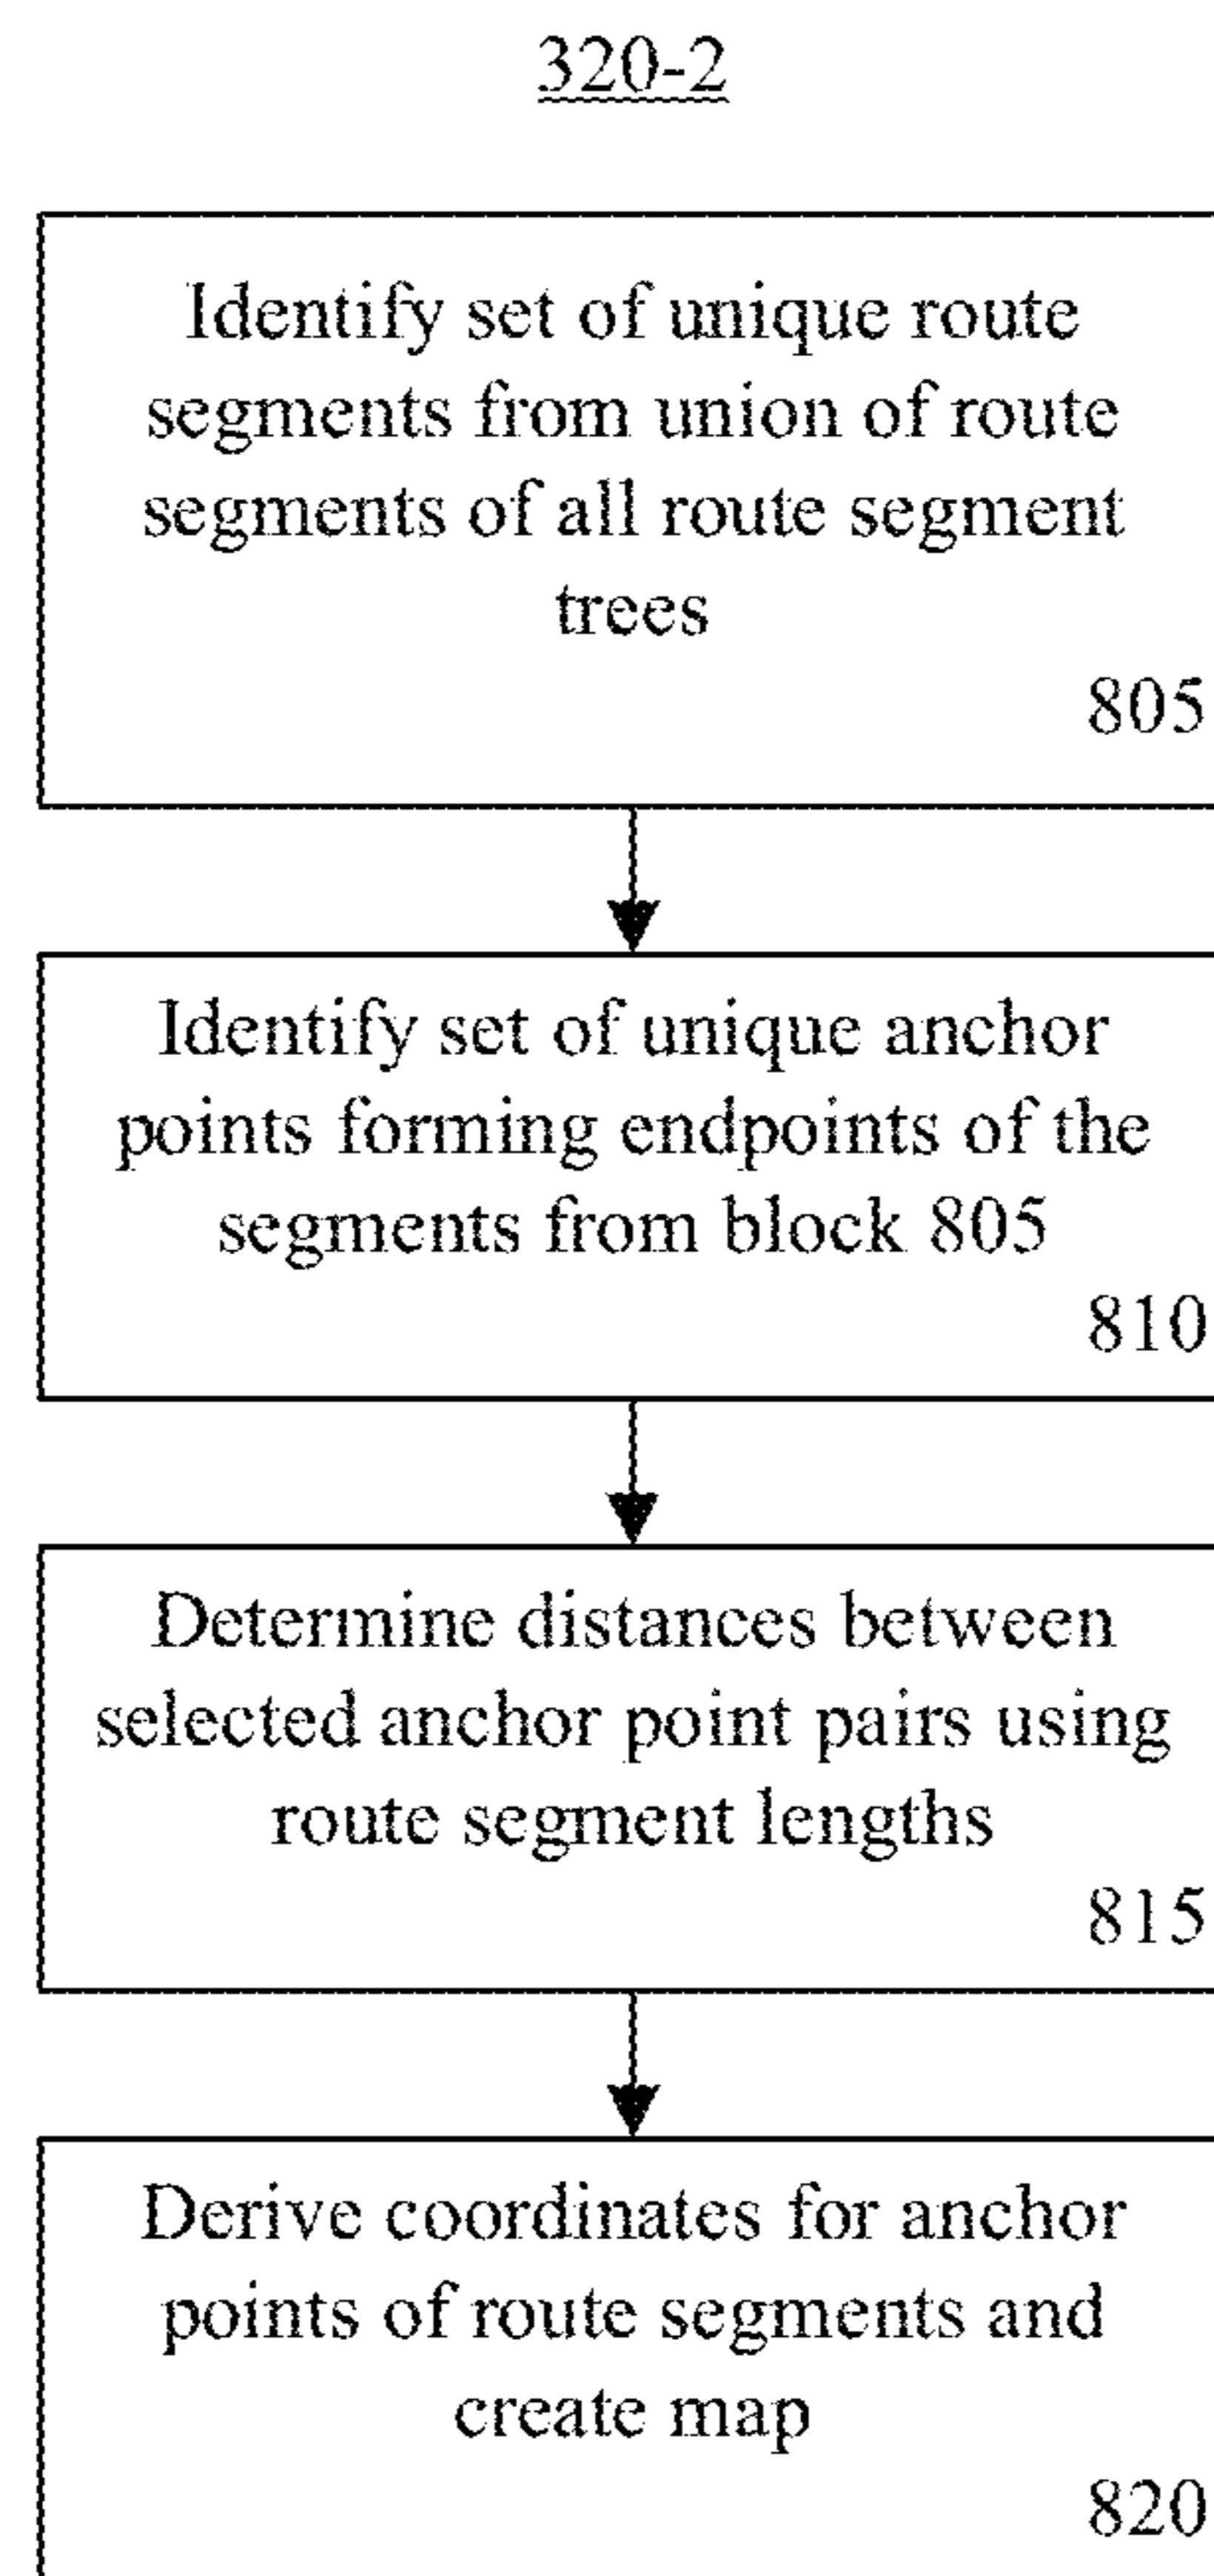 320-2
Identify set of unique route
segments from union of route
segments of all route segment
trees
805
Identify set of unique anchor
points forming endpoints of the
segments from block 805
810
Determine distances between
selected anchor point pairs using
route segment lengths
815
Derive coordinates for anchor
points of route segments and
create map
820